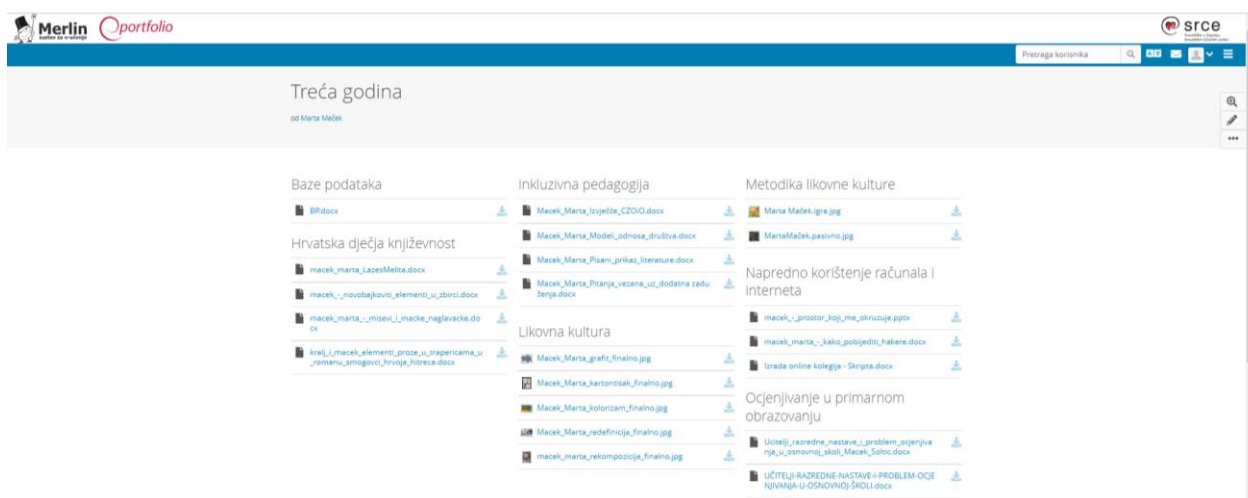 Merlin
sustav za e-učenje
portfolio
srce
Pretraga korisnika
Treća godina
od Marta Maček
Baze podataka
BP.docx
Hrvatska dječja književnost
macek_marta_LazesMelita.docx
macek_-_novobajkoviti_elementi_u_zbirci.docx
macek_marta_-_misevi_i_macke_naglavacke.do
cx
kralj_i_macek_elementi_proze_u_trapericama_u
_romanu_smogovci_hrvoja_hitreca.docx
Inkluzivna pedagogija
Macek_Marta_Izvješće_CZOiO.docx
Macek_Marta_Modeli_odnosa_društva.docx
Macek_Marta_Pisani_prikaz_literature.docx
Macek_Marta_Pitanja_vezana_uz_dodatna zadu
ženja.docx
Likovna kultura
Macek_Marta_grafit_finalno.jpg
Macek_Marta_kartontisak_finalno.jpg
Macek_Marta_kolorizam_finalno.jpg
Macek_Marta_redefinicija_finalno.jpg
macek_marta_rekompozicija_finalno.jpg
Metodika likovne kulture
Marta Maček.igra.jpg
MartaMaček.pasivno.jpg
Napredno korištenje računala i
interneta
macek_-_prostor_koji_me_okruzuje.pptx
macek_marta_-_kako_pobijediti_hakere.docx
Izrada online kolegija - Skripta.docx
Ocjenjivanje u primarnom
obrazovanju
Ucitelji_razredne_nastave_i_problem_ocjenjiva
nja_u_osnovnoj_skoli_Macek_Soltic.docx
UČITELJI-RAZREDNE-NASTAVE-I-PROBLEM-OCJE
NJIVANJA-U-OSNOVNOJ-ŠKOLI.docx